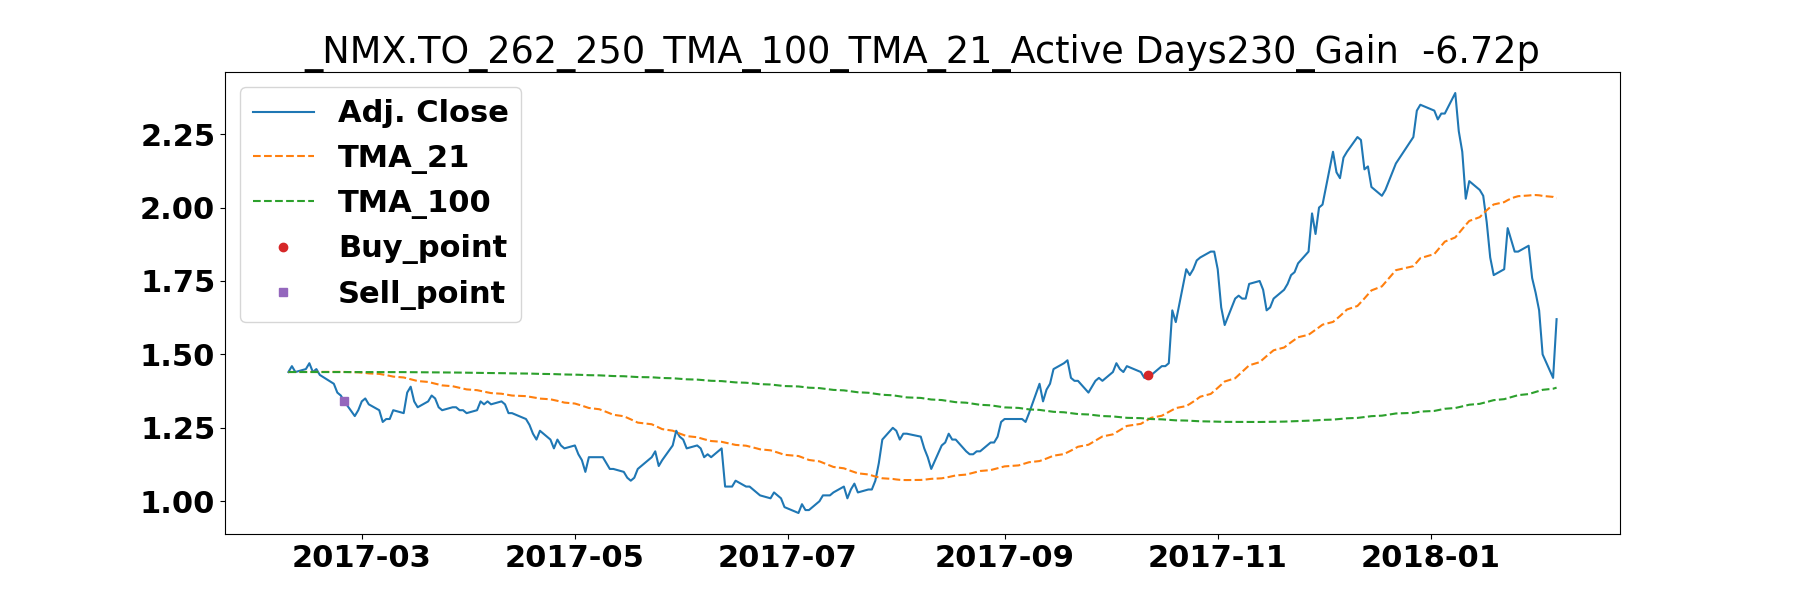 _NMX.TO_262_250_TMA_100_TMA_21_Active Days230_Gain  -6.72p
Adj. Close
TMA_21
TMA_100
Buy_point
Sell_point
2.25
2.00
1.75
1.50
1.25
1.00
2017-03 2017-05 2017-07 2017-09 2017-11 2018-01